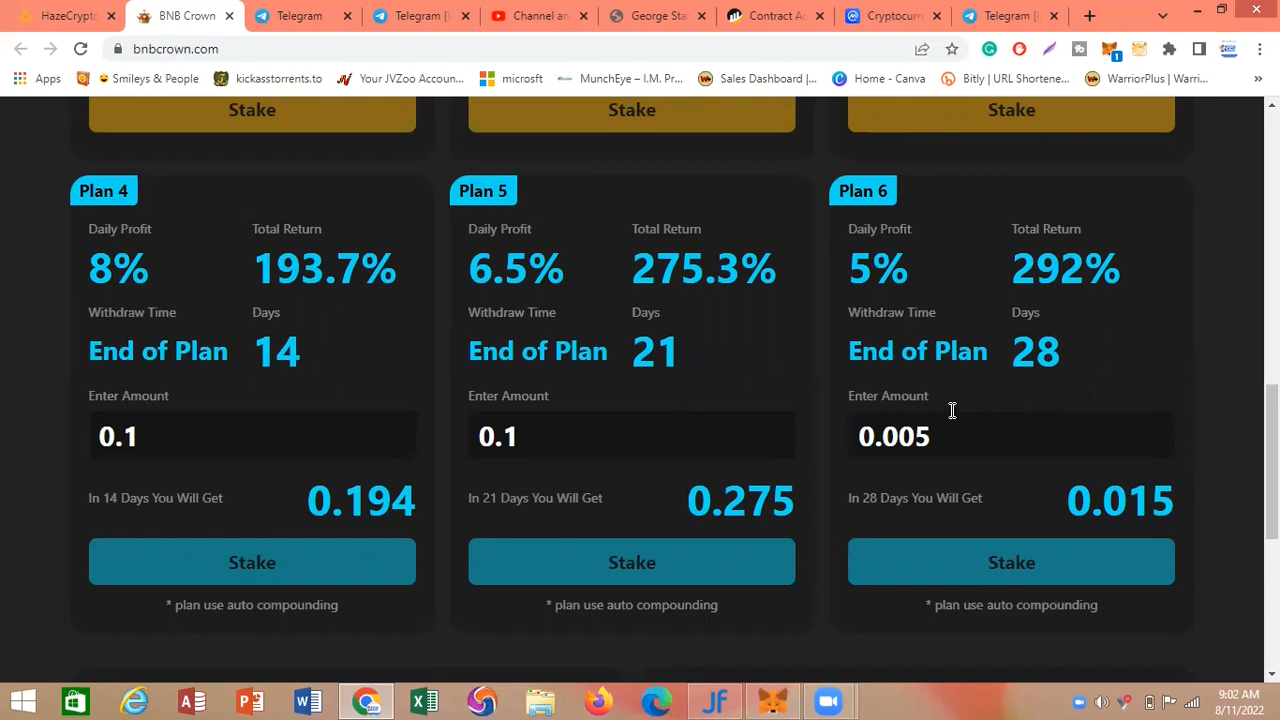 HazeCrypto
BNB Crown
Telegram
Telegram
Channel an
George Sta
Contract Ac
Cryptocurr
Telegram
bnbcrown.com
Apps
Smileys & People
kickasstorrents.to
Your JVZoo Accoun...
microsft
MunchEye – I.M. Pr...
Sales Dashboard |...
Home - Canva
Bitly | URL Shortene...
WarriorPlus | Warri...
Stake
Stake
Stake
Plan 4
Daily Profit
Total Return
8%
193.7%
Withdraw Time
Days
End of Plan
14
Enter Amount
0.1
In 14 Days You Will Get
0.194
Stake
* plan use auto compounding
Plan 5
Daily Profit
Total Return
6.5%
275.3%
Withdraw Time
Days
End of Plan
21
Enter Amount
0.1
In 21 Days You Will Get
0.275
Stake
* plan use auto compounding
Plan 6
Daily Profit
Total Return
5%
292%
Withdraw Time
Days
End of Plan
28
Enter Amount
0.005
In 28 Days You Will Get
0.015
Stake
* plan use auto compounding
9:02 AM
8/11/2022